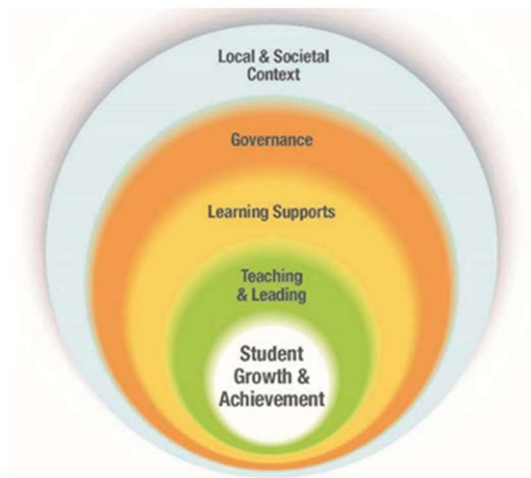 Local & Societal
Context
Governance
Learning Supports
Teaching
& Leading
Student
Growth &
Achievement